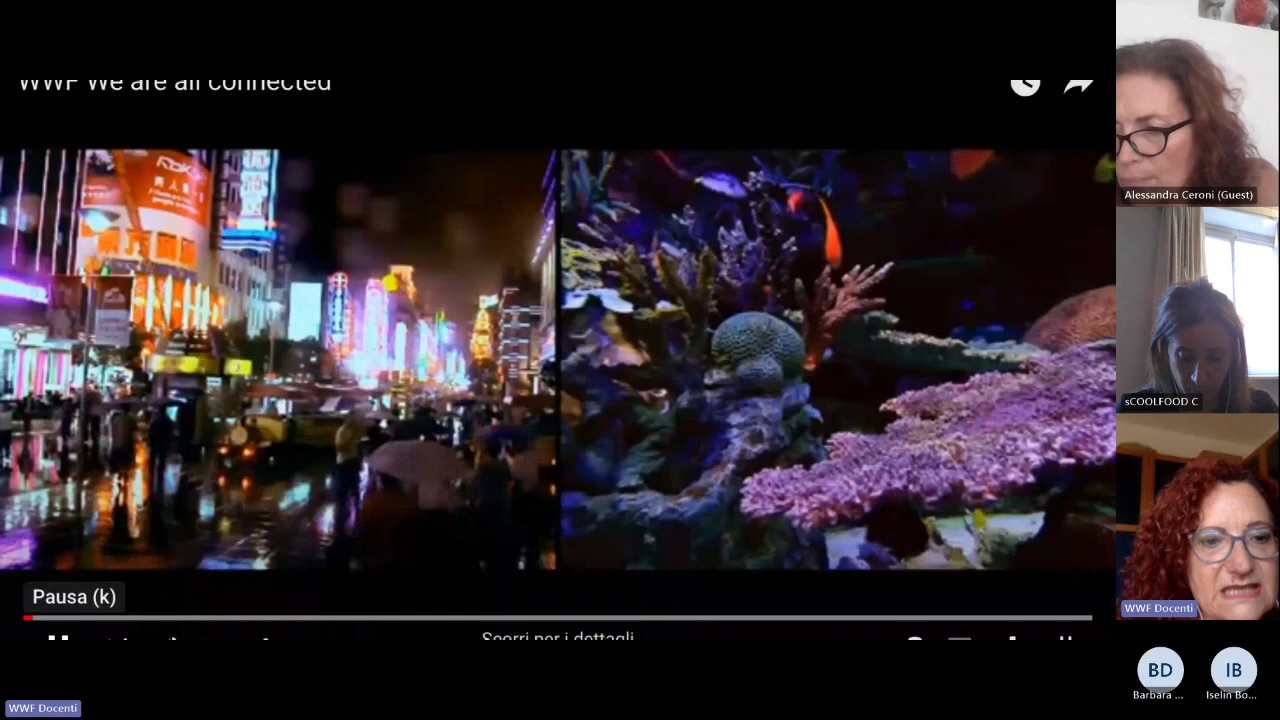 WWF We are all connected
Pausa (k)
Scorri per i dettagli
WWF Docenti
Alessandra Ceroni (Guest)
sCOOLFOOD C
WWF Docenti
BD
IB
Barbara ...
Iselin Bo...